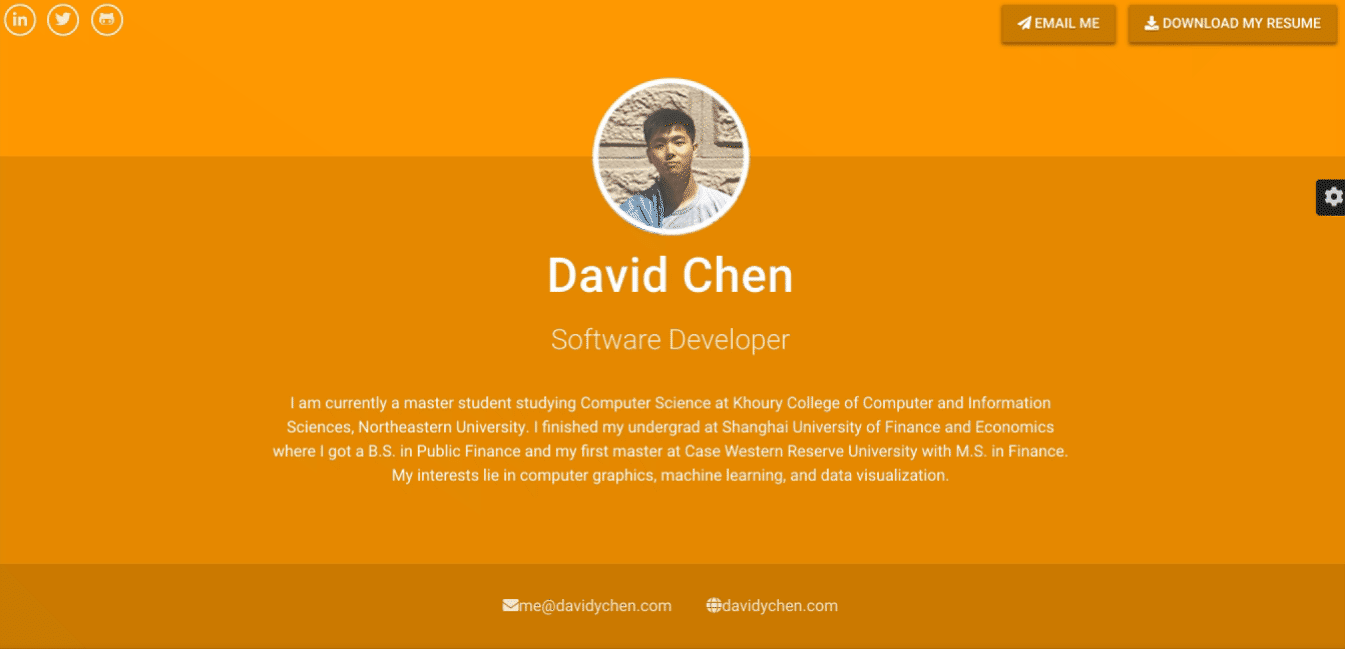 in
EMAIL ME
DOWNLOAD MY RESUME
David Chen
Software Developer
I am currently a master student studying Computer Science at Khoury College of Computer and Information
Sciences, Northeastern University. I finished my undergrad at Shanghai University of Finance and Economics
where I got a B.S. in Public Finance and my first master at Case Western Reserve University with M.S. in Finance.
My interests lie in computer graphics, machine learning, and data visualization.
me@davidychen.com
davidychen.com